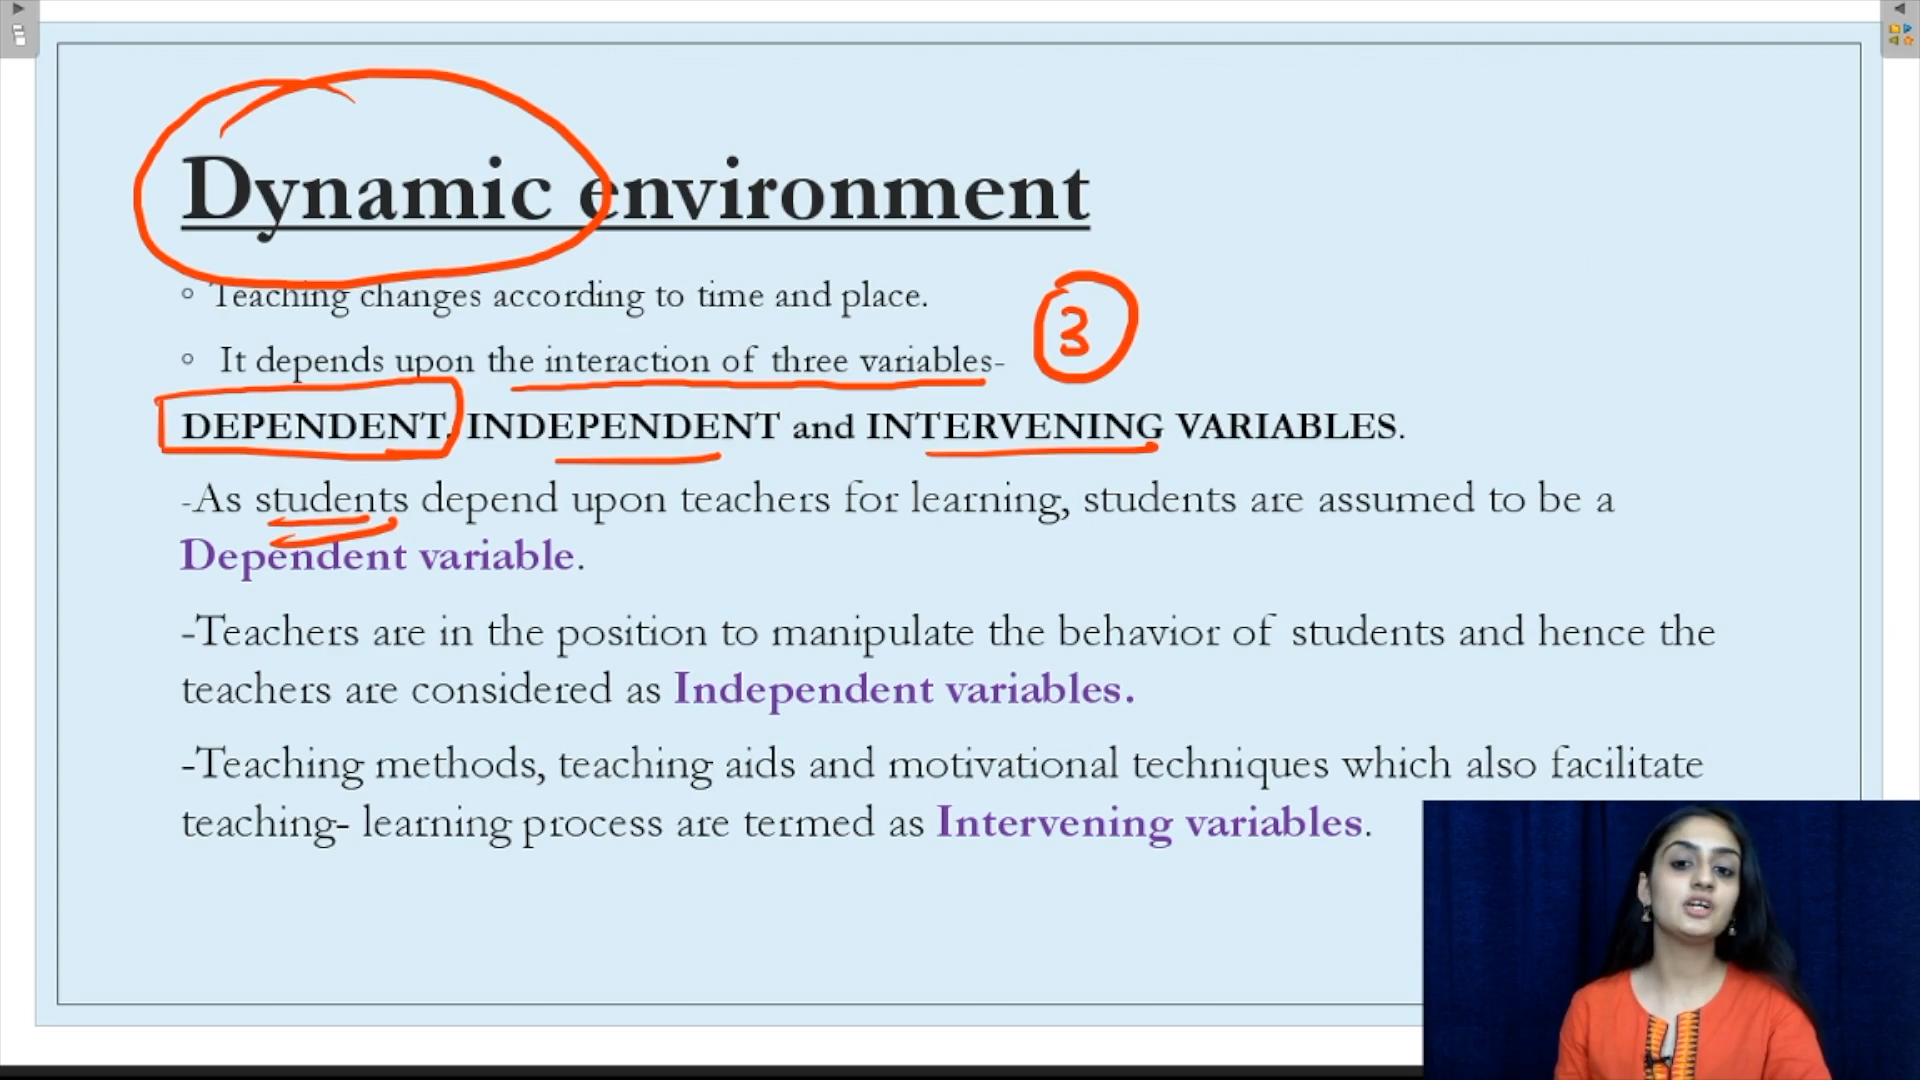 Dynamic environment
◦ Teaching changes according to time and place.
◦ It depends upon the interaction of three variables-
3
DEPENDENT, INDEPENDENT and INTERVENING VARIABLES.
-As students depend upon teachers for learning, students are assumed to be a
Dependent variable.
-Teachers are in the position to manipulate the behavior of students and hence the
teachers are considered as Independent variables.
-Teaching methods, teaching aids and motivational techniques which also facilitate
teaching- learning process are termed as Intervening variables.